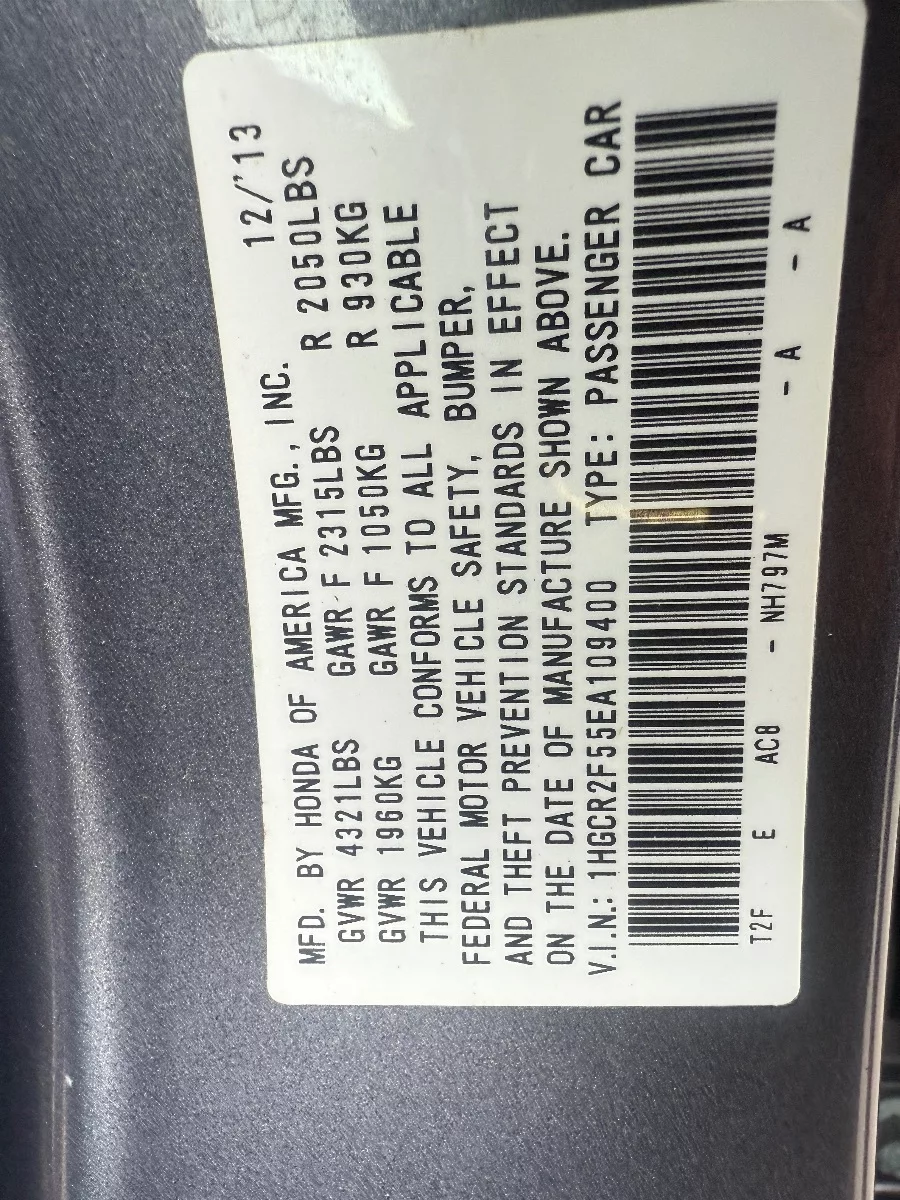 MFD. BY HONDA OF AMERICA MFG., INC. 12/'13
GVWR 4321LBS GAWR F 2315LBS R 2050LBS
GVWR 1960KG GAWR F 1050KG R 930KG
THIS VEHICLE CONFORMS TO ALL APPLICABLE
FEDERAL MOTOR VEHICLE SAFETY, BUMPER,
AND THEFT PREVENTION STANDARDS IN EFFECT
ON THE DATE OF MANUFACTURE SHOWN ABOVE.
V.I.N.: 1HGCR2F55EA109400 TYPE: PASSENGER CAR
T2F E AC8 - NH797M - A - A